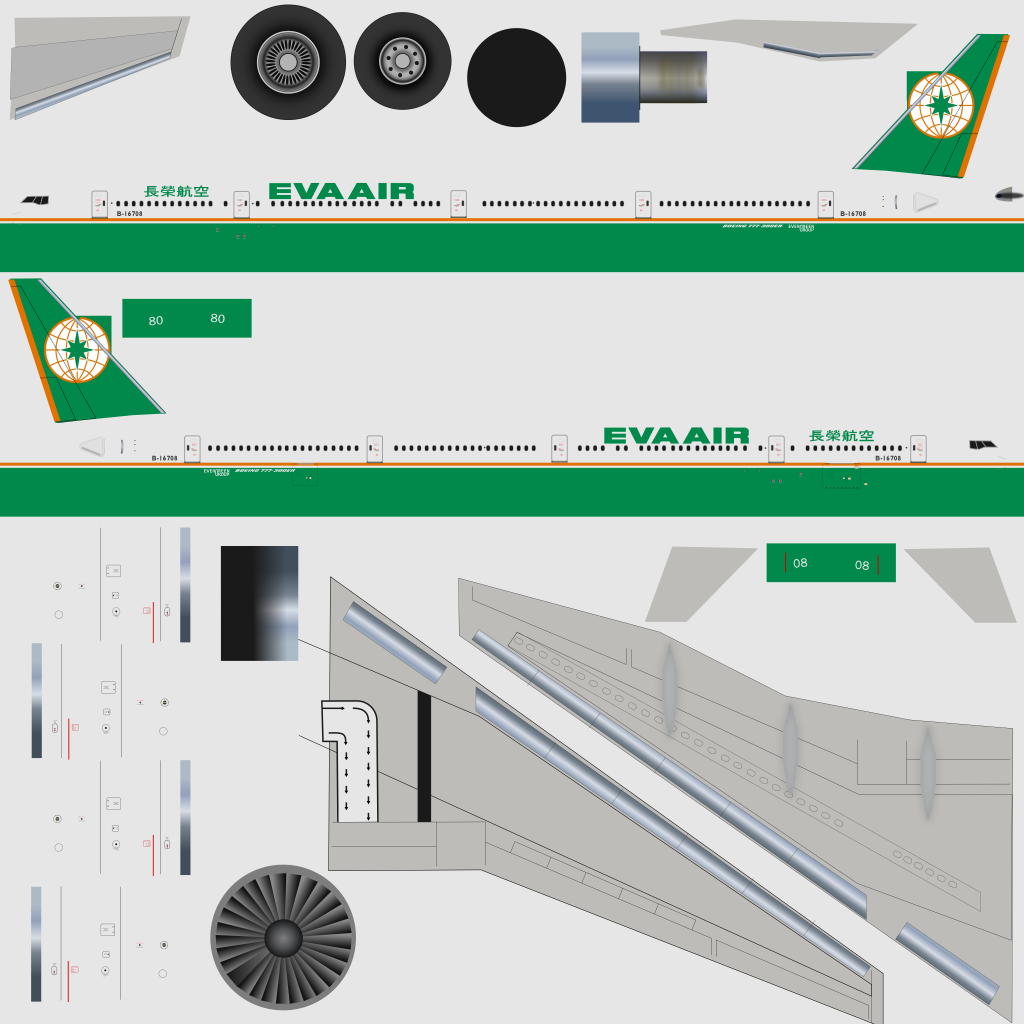 長榮航空
EVA AIR
B-16708
B-16708
BOEING 777-300ER
EVERGREEN
GROUP
80
80
EVA AIR
長榮航空
B-16708
B-16708
EVERGREEN
GROUP
BOEING 777-300ER
08
08